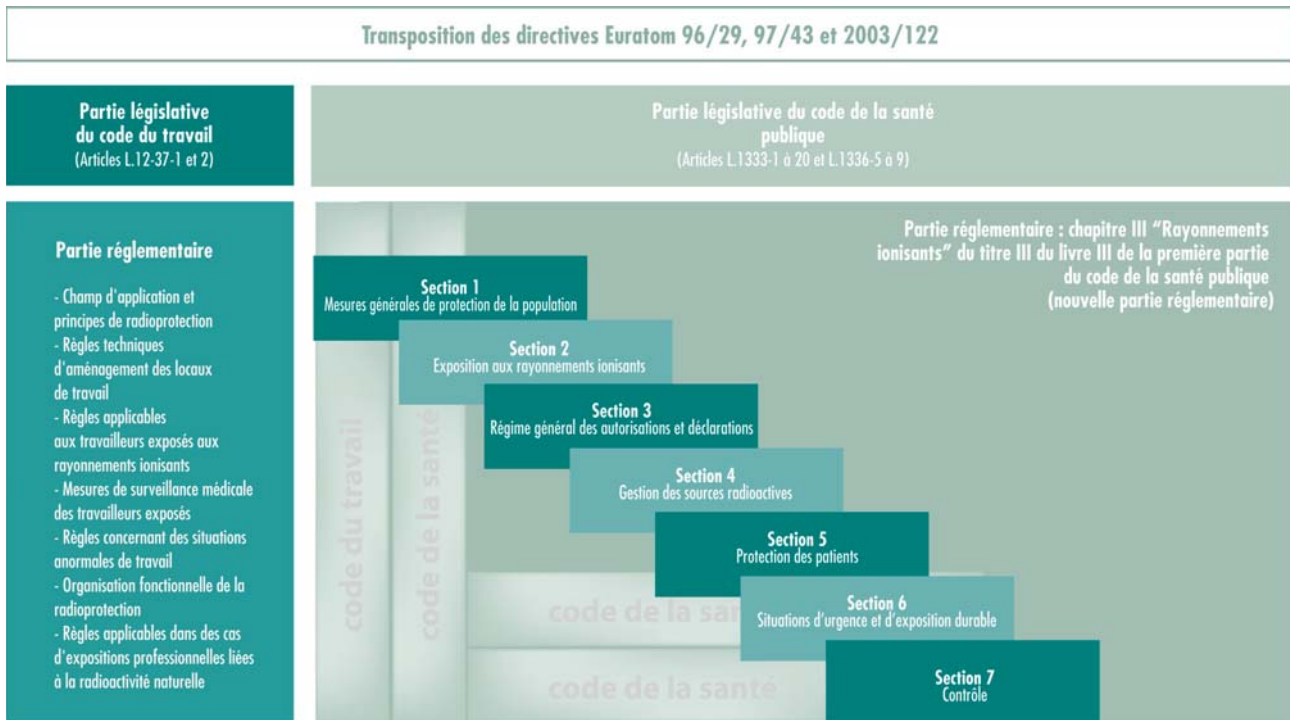 Transposition des directives Euratom 96/29, 97/43 et 2003/122
Partie législative
du code du travail
(Articles L.12-37-1 et 2)
Partie législative du code de la santé
publique
(Articles L.1333-1 à 20 et L.1336-5 à 9)
Partie réglementaire
- Champ d'application et
principes de radioprotection
- Règles techniques
d'aménagement des locaux
de travail
- Règles applicables
aux travailleurs exposés aux
rayonnements ionisants
- Mesures de surveillance médicale
des travailleurs exposés
- Règles concernant des situations
anormales de travail
- Organisation fonctionnelle de la
radioprotection
- Règles applicables dans des cas
d'expositions professionnelles liées
à la radioactivité naturelle
Partie réglementaire : chapitre III "Rayonnements
ionisants" du titre III du livre III de la première partie
du code de la santé publique
(nouvelle partie réglementaire)
Section 1
Mesures générales de protection de la population
Section 2
Exposition aux rayonnements ionisants
Section 3
Régime général des autorisations et déclarations
Section 4
Gestion des sources radioactives
Section 5
Protection des patients
Section 6
Situations d'urgence et d'exposition durable
Section 7
Contrôle
code du travail
code de la santé
code de la san
code de la santé